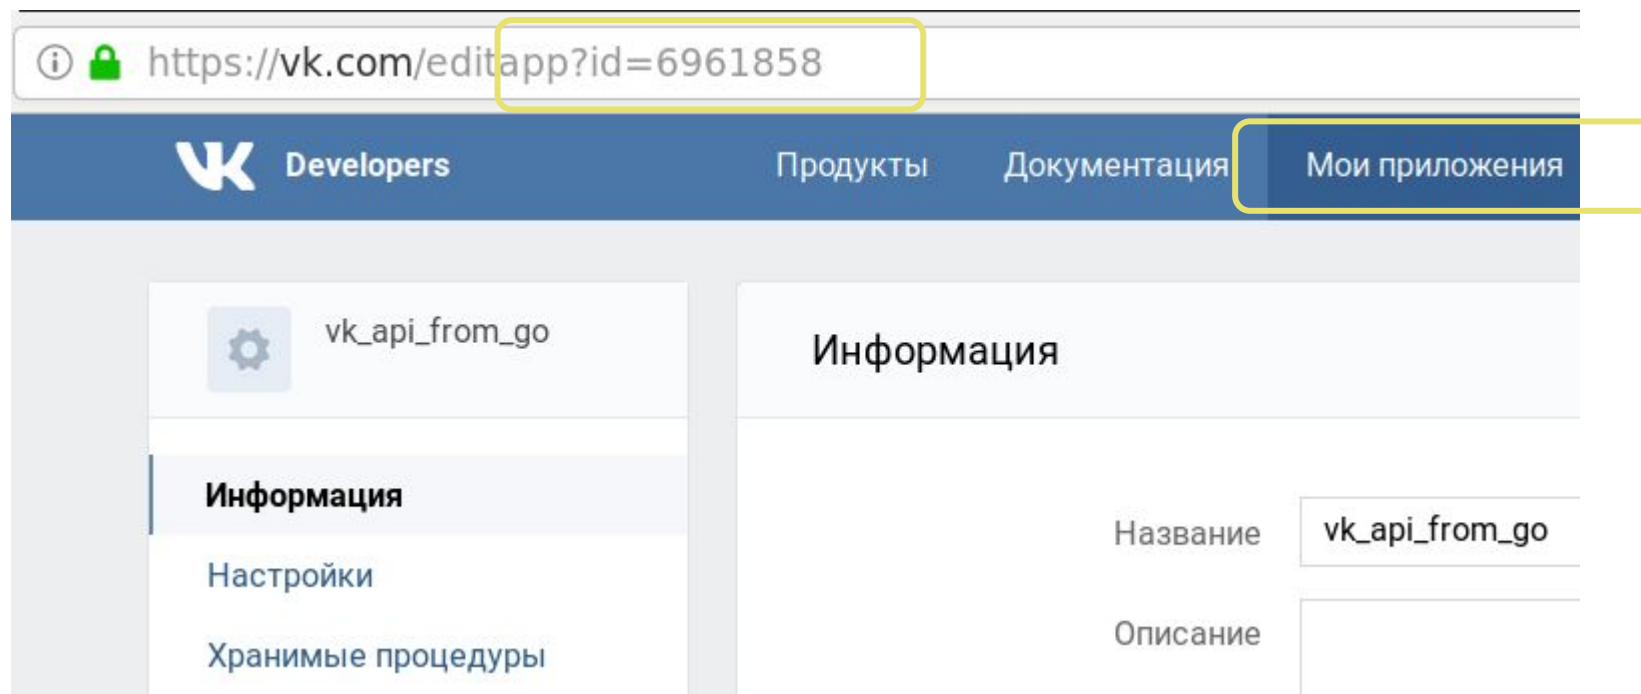 https://vk.com/editapp?id=6961858
VK Developers Продукты Документация Мои приложения
vk_api_from_go
Информация
Информация
Настройки
Хранимые процедуры
Название vk_api_from_go
Описание